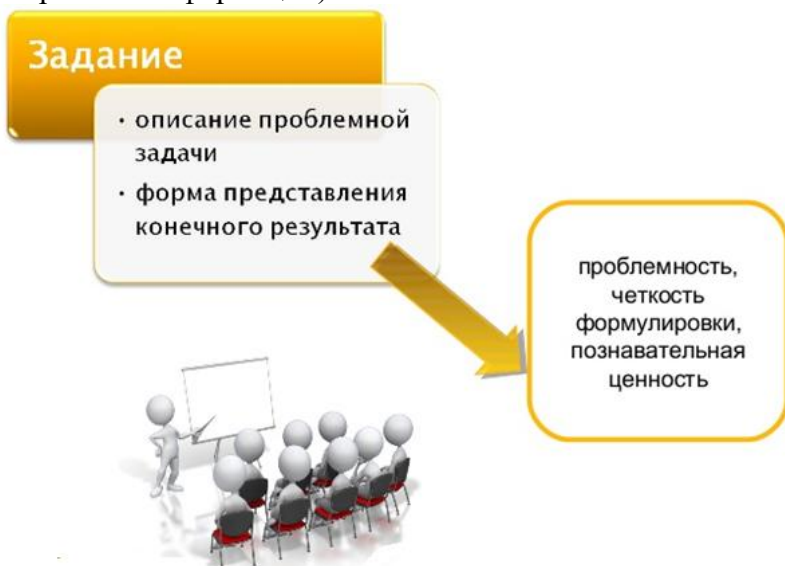 Задание
• описание проблемной
задачи
• форма представления
конечного результата
проблемность,
четкость
формулировки,
познавательная
ценность